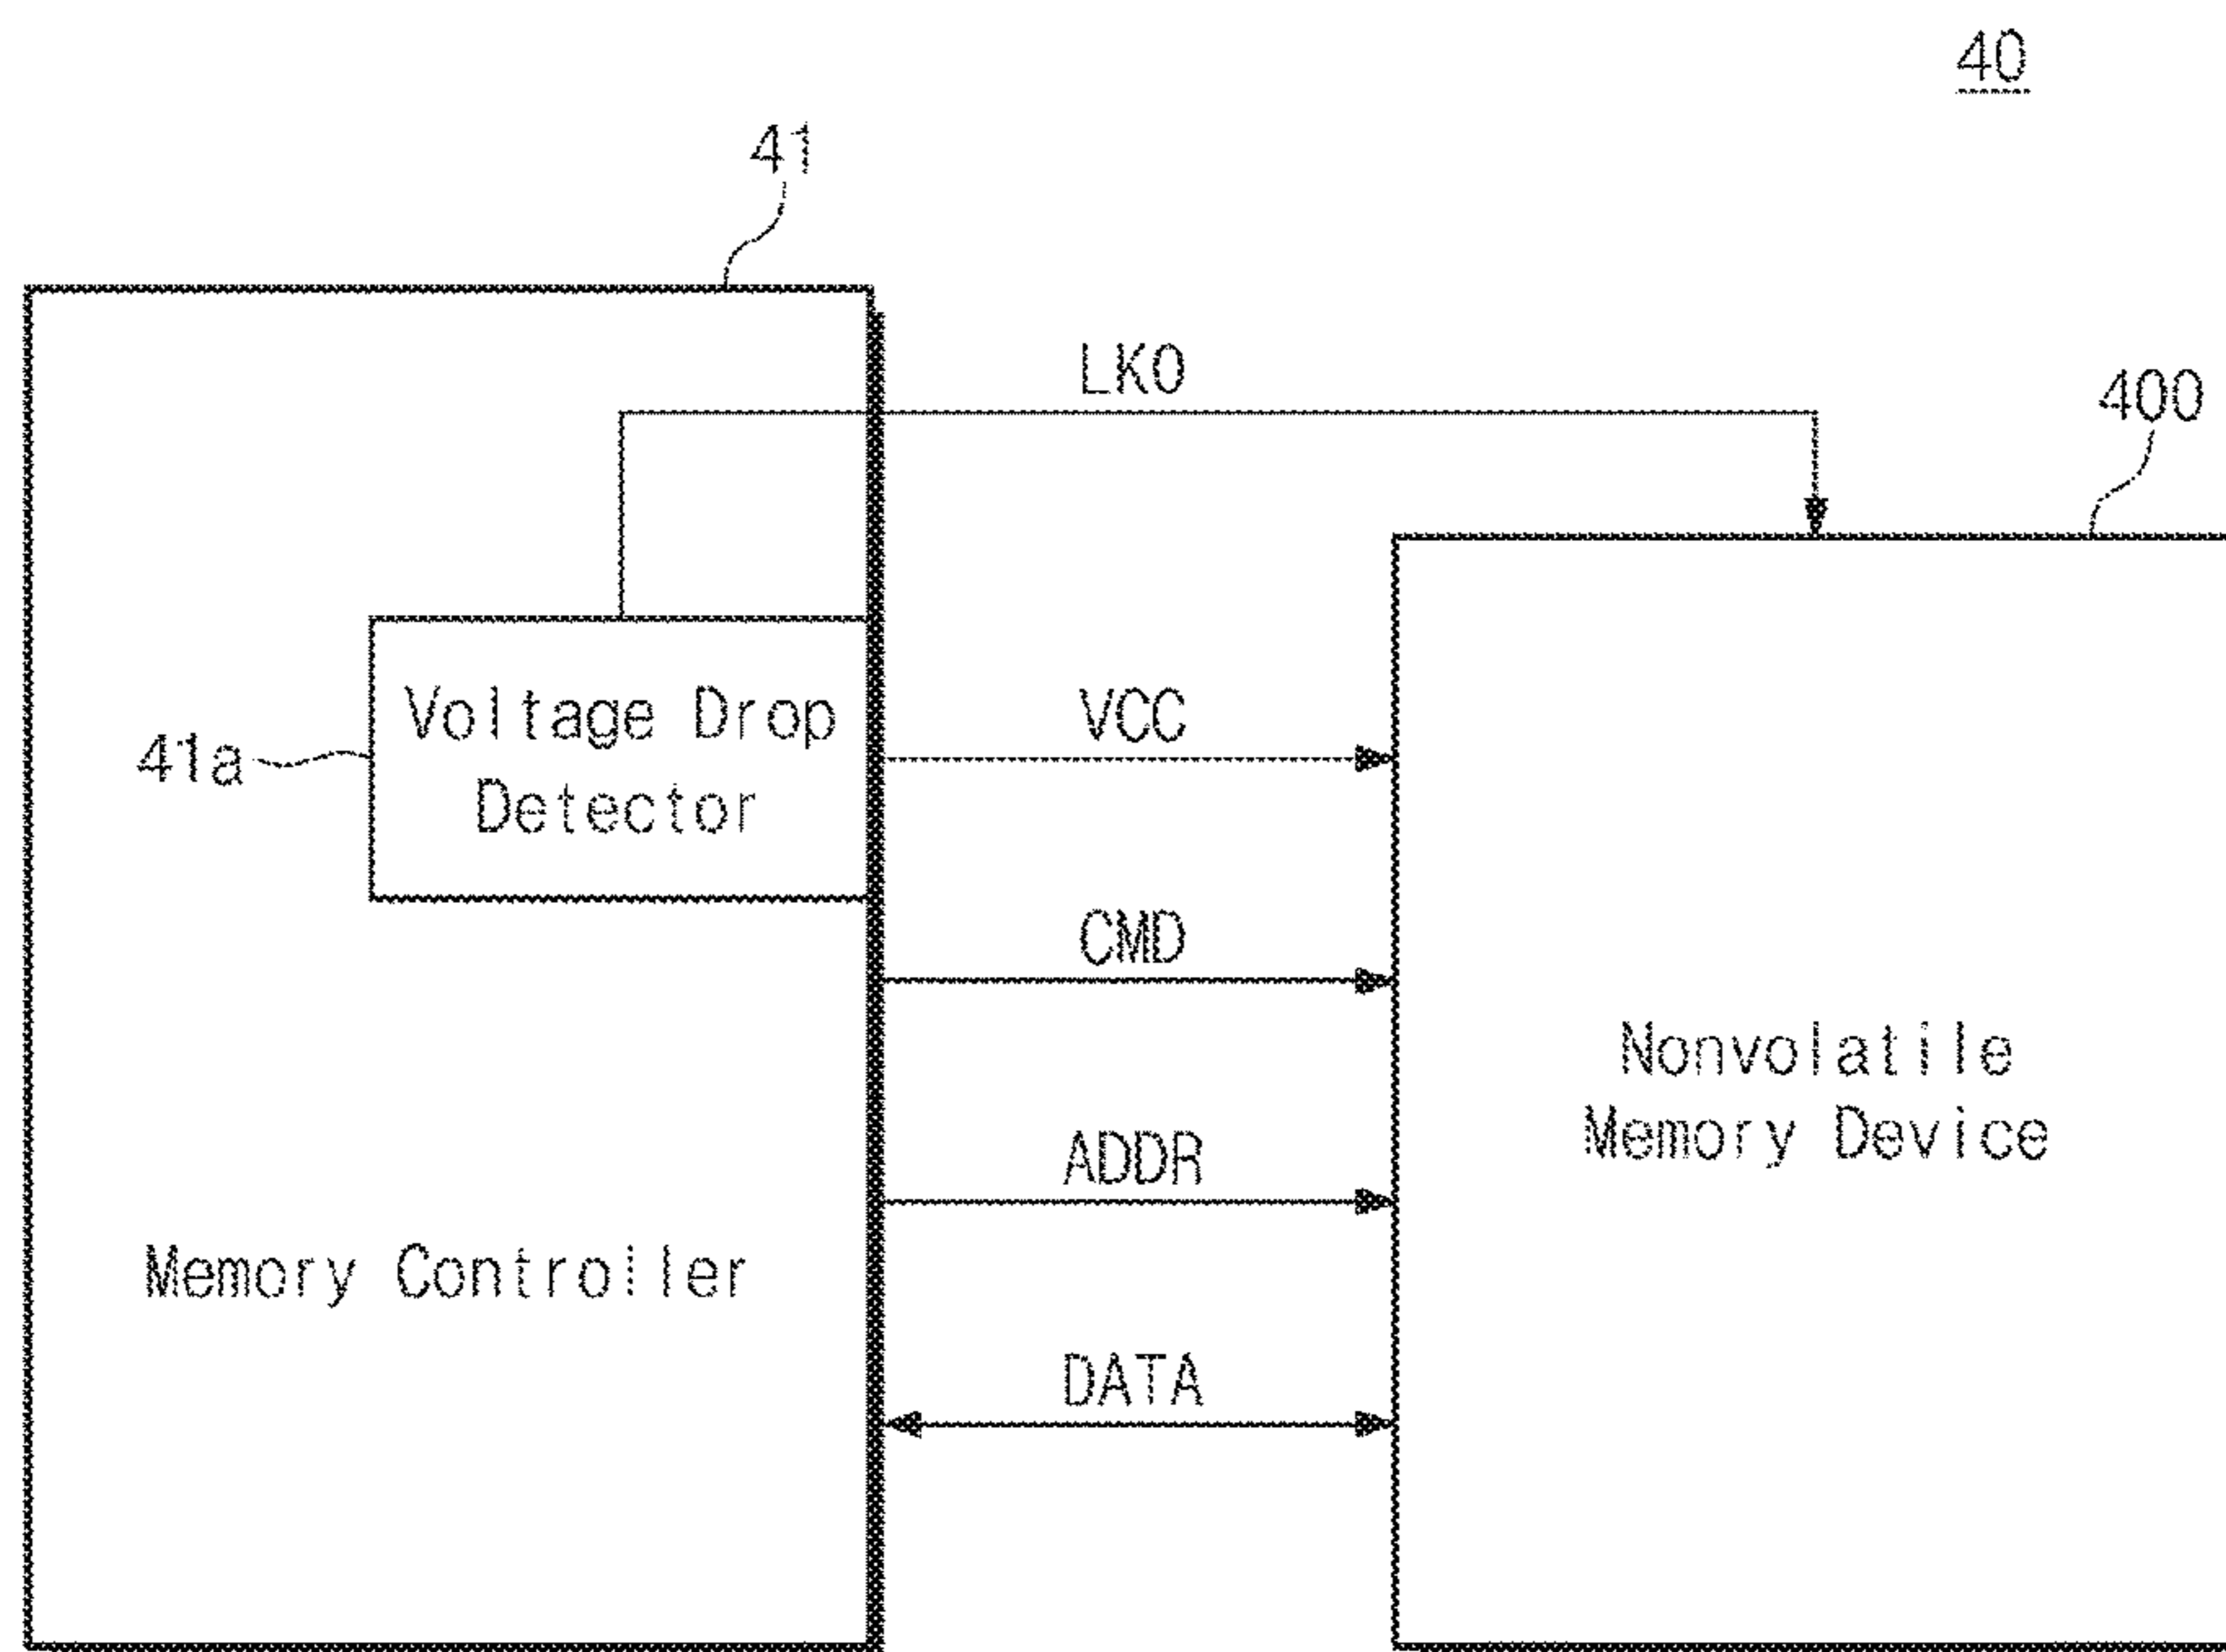 40
41
LKO
400
Voltage Drop
Detector
41a
VCC
CMD
Nonvolatile
Memory Device
ADDR
Memory Controller
DATA